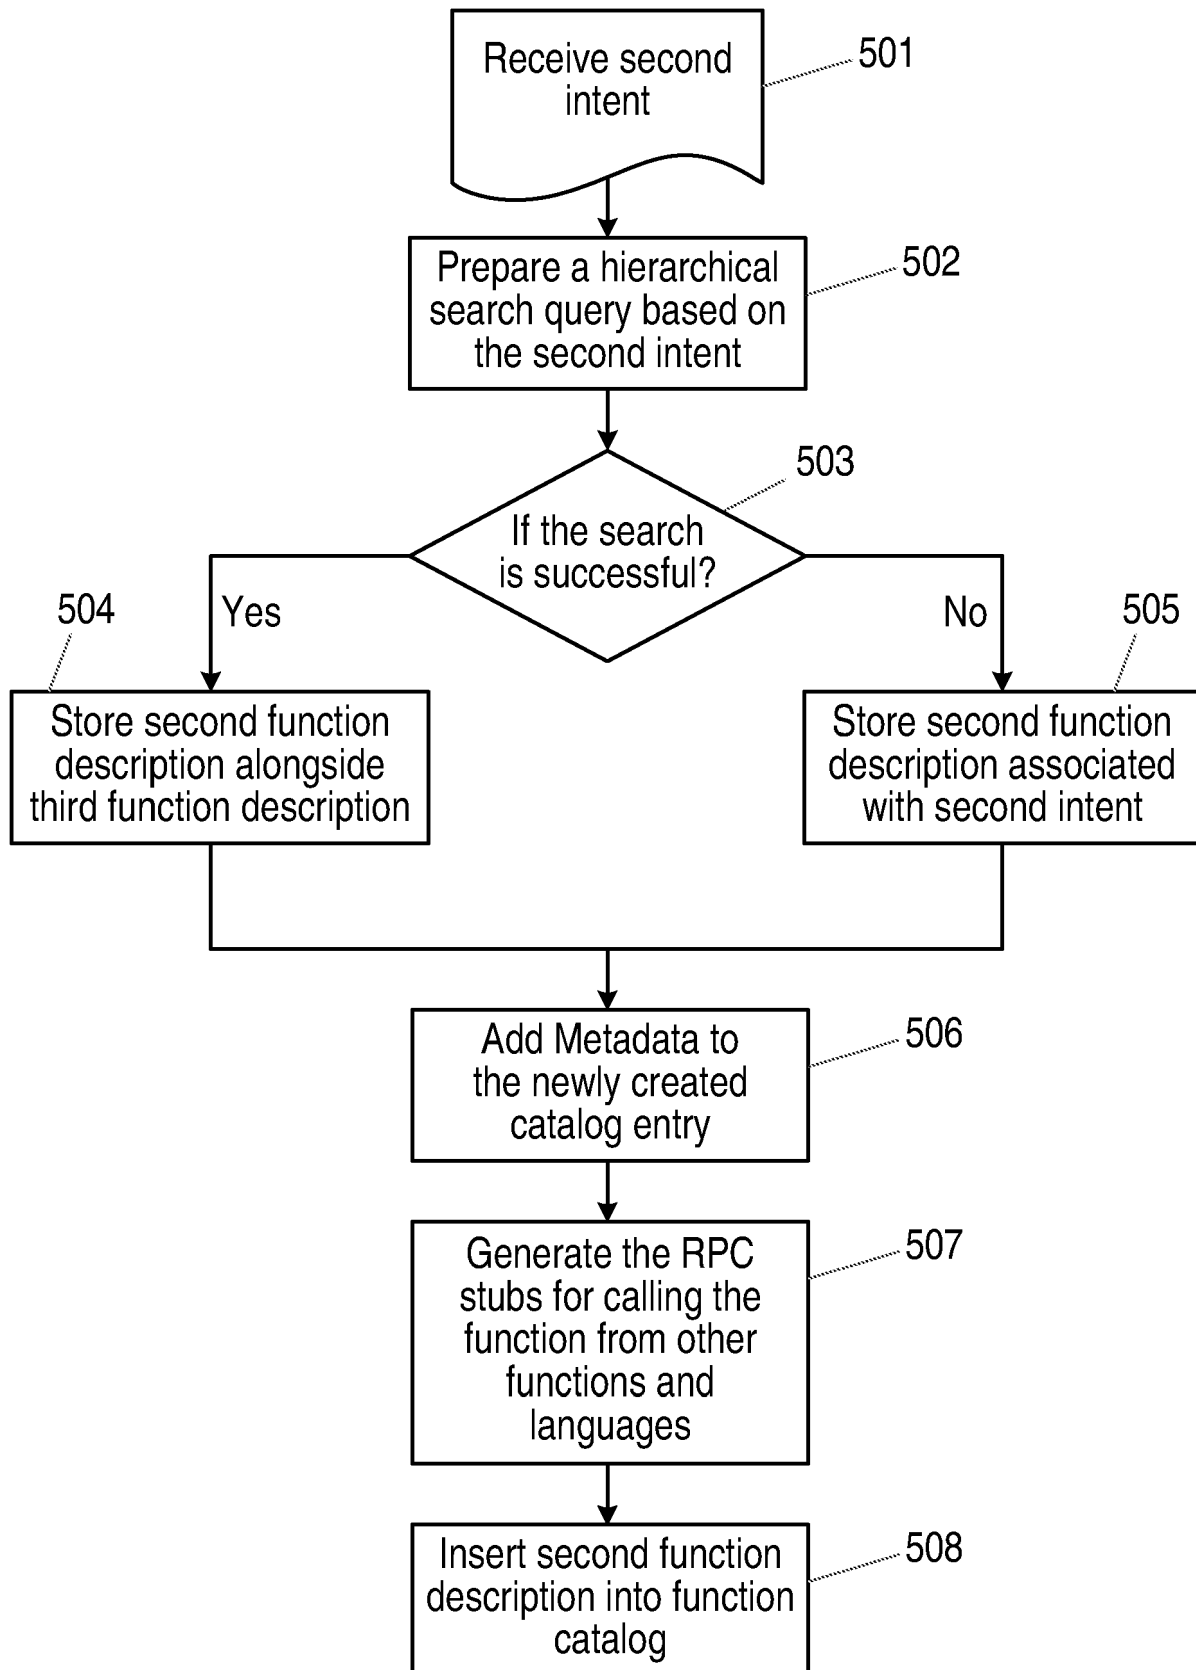 Receive second
intent
501
Prepare a hierarchical
search query based on
the second intent
502
503
If the search
is successful?
Yes
No
504
505
Store second function
description alongside
third function description
Store second function
description associated
with second intent
Add Metadata to
the newly created
catalog entry
506
Generate the RPC
stubs for calling the
function from other
functions and
languages
507
Insert second function
description into function
catalog
508